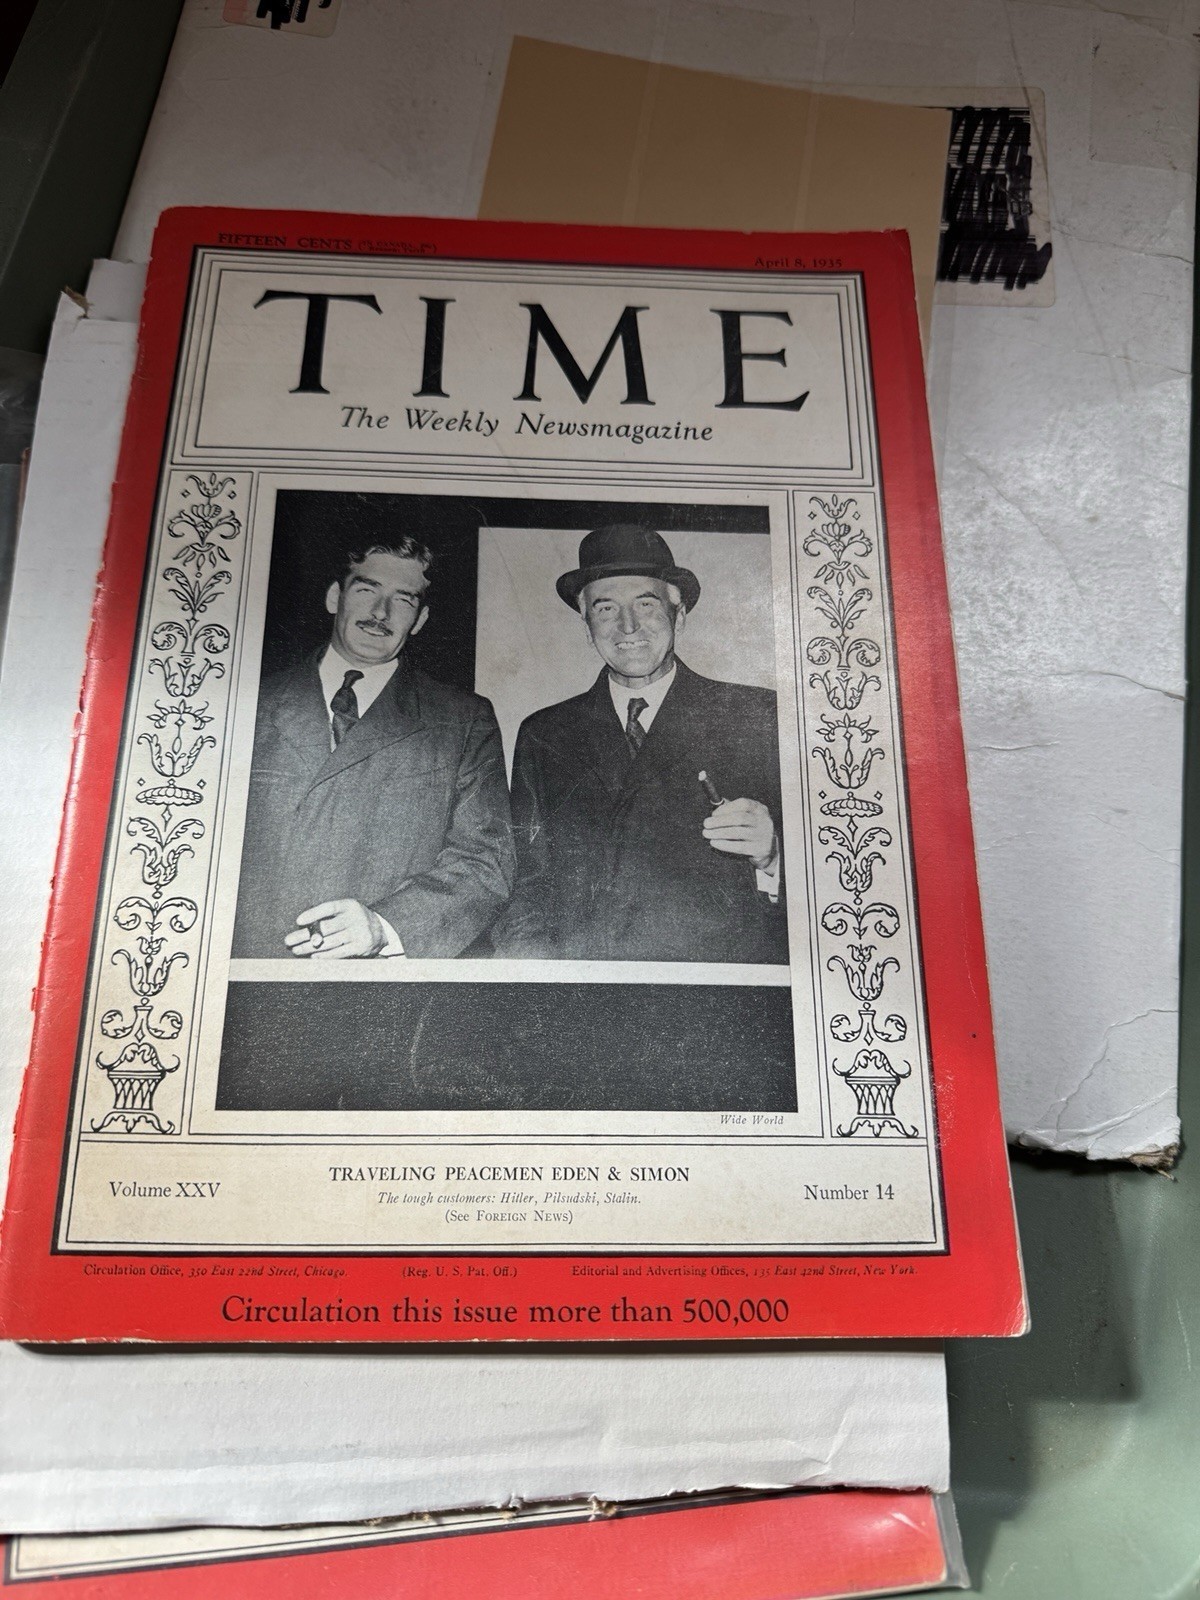 FIFTEEN CENTS
April 8, 1935
TIME
The Weekly Newsmagazine
Wide World
Volume XXV
TRAVELING PEACEMEN EDEN & SIMON
The tough customers: Hitler, Pilsudski, Stalin.
(See FOREIGN NEWS)
Number 14
Circulation Office, 350 East 22nd Street, Chicago.
(Reg. U. S. Pat. Off.)
Editorial and Advertising Offices, 135 East 42nd Street, New York.
Circulation this issue more than 500,000